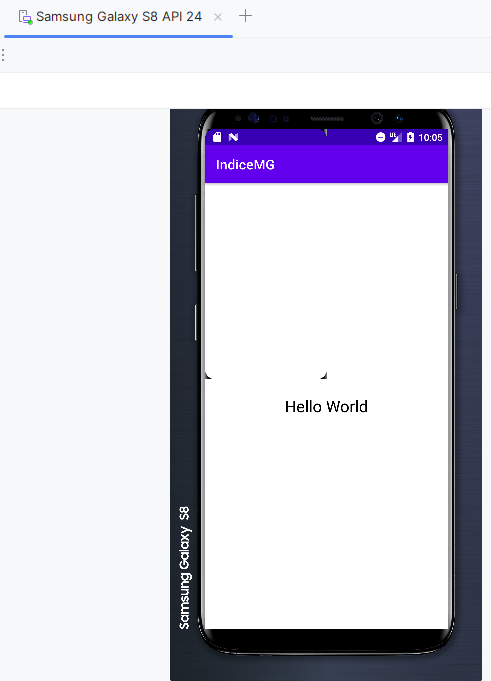 Samsung Galaxy S8 API 24
10:05
IndiceMG
Hello World
Samsung Galaxy S8